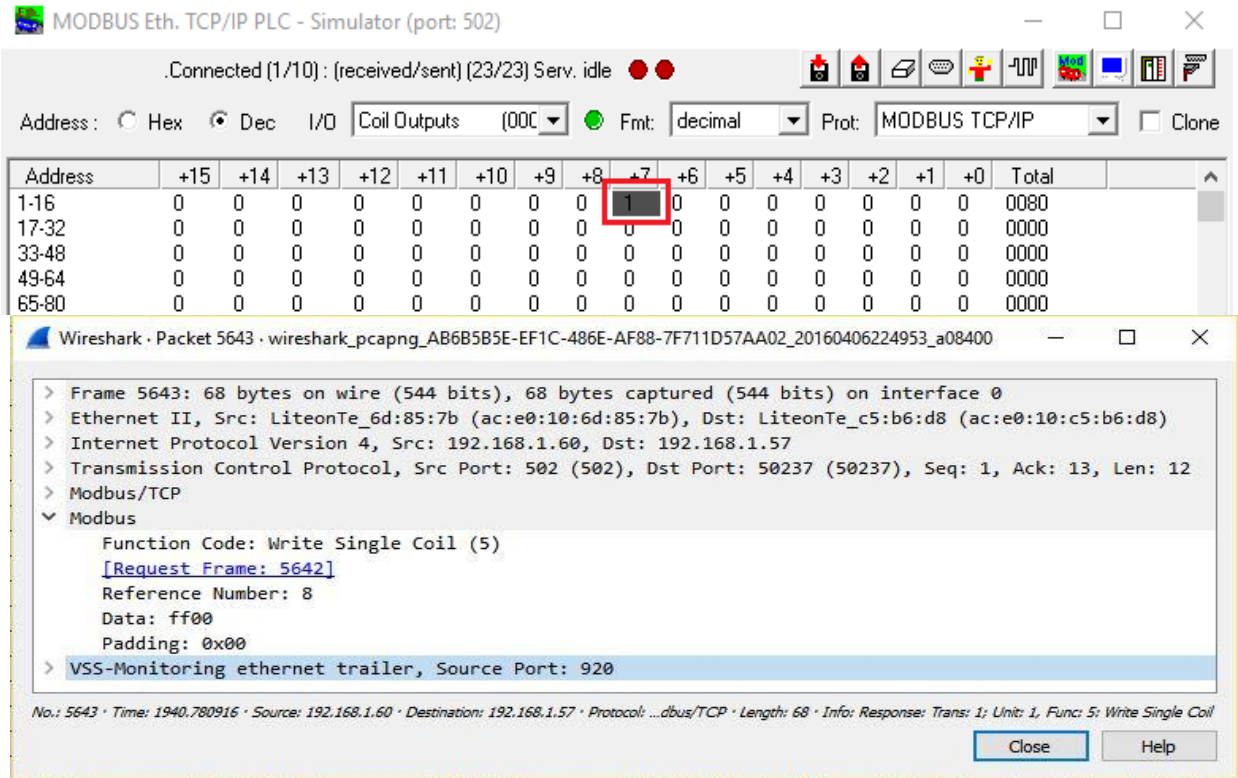 MODBUS Eth. TCP/IP PLC - Simulator (port: 502)
.Connected (1/10) : (received/sent) (23/23) Serv. idle
Address : Hex Dec I/O Coil Outputs (000 Fmt: decimal Prot: MODBUS TCP/IP Clone
Address +15 +14 +13 +12 +11 +10 +9 +8 +7 +6 +5 +4 +3 +2 +1 +0 Total
1-16 0 0 0 0 0 0 0 0 1 0 0 0 0 0 0 0 0080
17-32 0 0 0 0 0 0 0 0 0 0 0 0 0 0 0 0 0000
33-48 0 0 0 0 0 0 0 0 0 0 0 0 0 0 0 0 0000
49-64 0 0 0 0 0 0 0 0 0 0 0 0 0 0 0 0 0000
65-80 0 0 0 0 0 0 0 0 0 0 0 0 0 0 0 0 0000
Wireshark · Packet 5643 · wireshark_pcapng_AB6B5B5E-EF1C-486E-AF88-7F711D57AA02_20160406224953_a08400
Frame 5643: 68 bytes on wire (544 bits), 68 bytes captured (544 bits) on interface 0
Ethernet II, Src: LiteonTe_6d:85:7b (ac:e0:10:6d:85:7b), Dst: LiteonTe_c5:b6:d8 (ac:e0:10:c5:b6:d8)
Internet Protocol Version 4, Src: 192.168.1.60, Dst: 192.168.1.57
Transmission Control Protocol, Src Port: 502 (502), Dst Port: 50237 (50237), Seq: 1, Ack: 13, Len: 12
Modbus/TCP
Modbus
Function Code: Write Single Coil (5)
[Request Frame: 5642]
Reference Number: 8
Data: ff00
Padding: 0x00
VSS-Monitoring ethernet trailer, Source Port: 920
No.: 5643 · Time: 1940.780916 · Source: 192.168.1.60 · Destination: 192.168.1.57 · Protocol: ...dbus/TCP · Length: 68 · Info: Response: Trans: 1; Unit: 1, Func: 5: Write Single Coil
Close Help